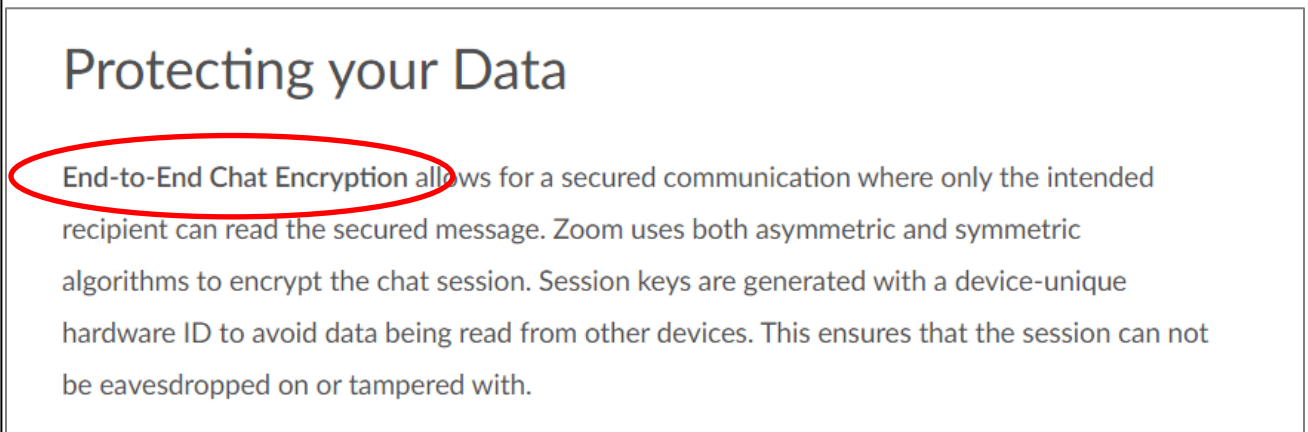 Protecting your Data
End-to-End Chat Encryption allows for a secured communication where only the intended
recipient can read the secured message. Zoom uses both asymmetric and symmetric
algorithms to encrypt the chat session. Session keys are generated with a device-unique
hardware ID to avoid data being read from other devices. This ensures that the session can not
be eavesdropped on or tampered with.